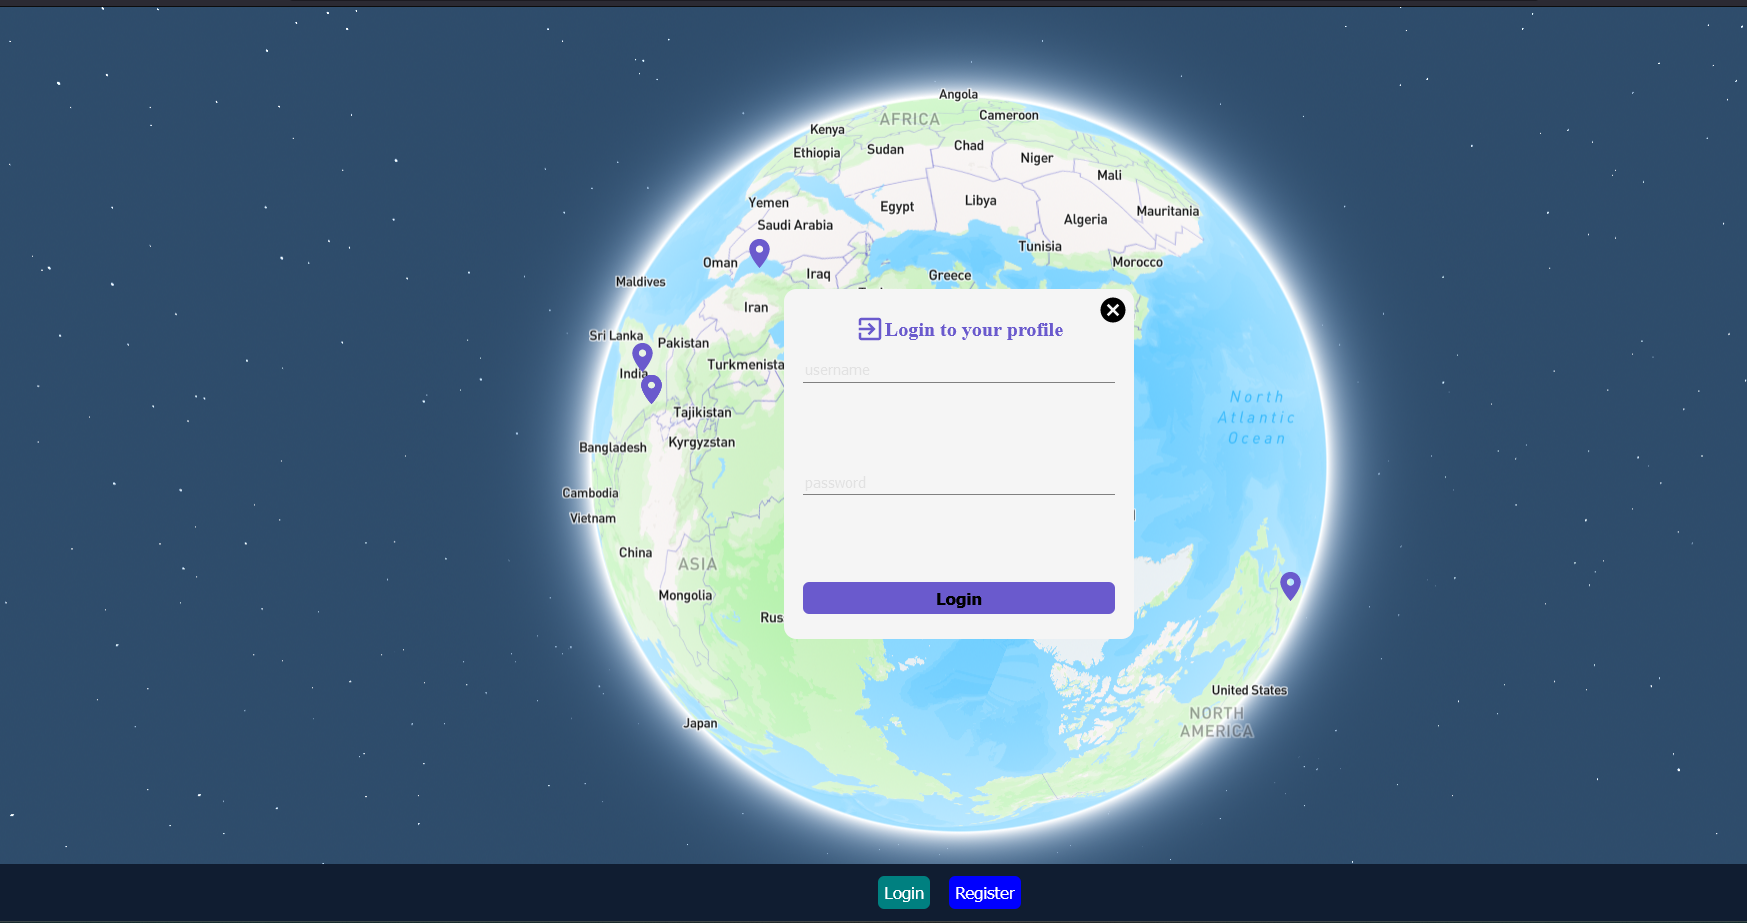 Angola
AFRICA
Cameroon
Kenya
Ethiopia
Sudan
Chad
Niger
Mali
Yemen
Egypt
Libya
Algeria
Mauritania
Saudi Arabia
Tunisia
Oman
Iraq
Greece
Morocco
Maldives
Iran
Sri Lanka
Pakistan
India
Turkmenista
Tajikistan
Kyrgyzstan
Bangladesh
Cambodia
Vietnam
China
ASIA
Mongolia
Rus
Japan
North
Atlantic
Ocean
United States
NORTH
AMERICA
Login to your profile
username
password
Login
Login
Register